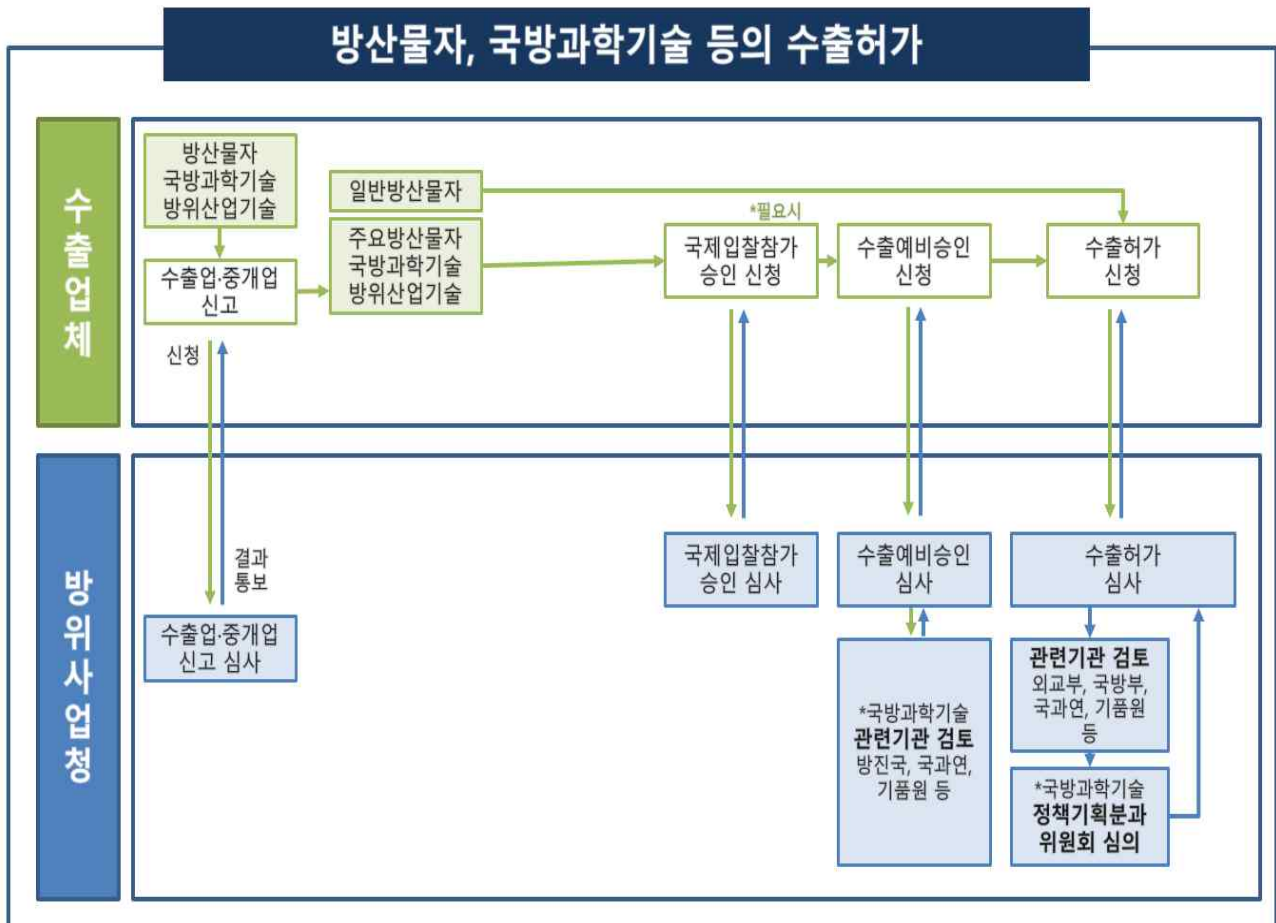 방산물자, 국방과학기술 등의 수출허가
수출업체
방산물자
국방과학기술
방위산업기술
수출업·중개업
신고
일반방산물자
주요방산물자
국방과학기술
방위산업기술
*필요시
국제입찰참가
승인 신청
수출예비승인
신청
수출허가
신청
신청
결과
통보
방위사업청
수출업·중개업
신고 심사
국제입찰참가
승인 심사
수출예비승인
심사
수출허가
심사
*국방과학기술
관련기관 검토
방진국, 국과연,
기품원 등
관련기관 검토
외교부, 국방부,
국과연, 기품원
등
*국방과학기술
정책기획분과
위원회 심의